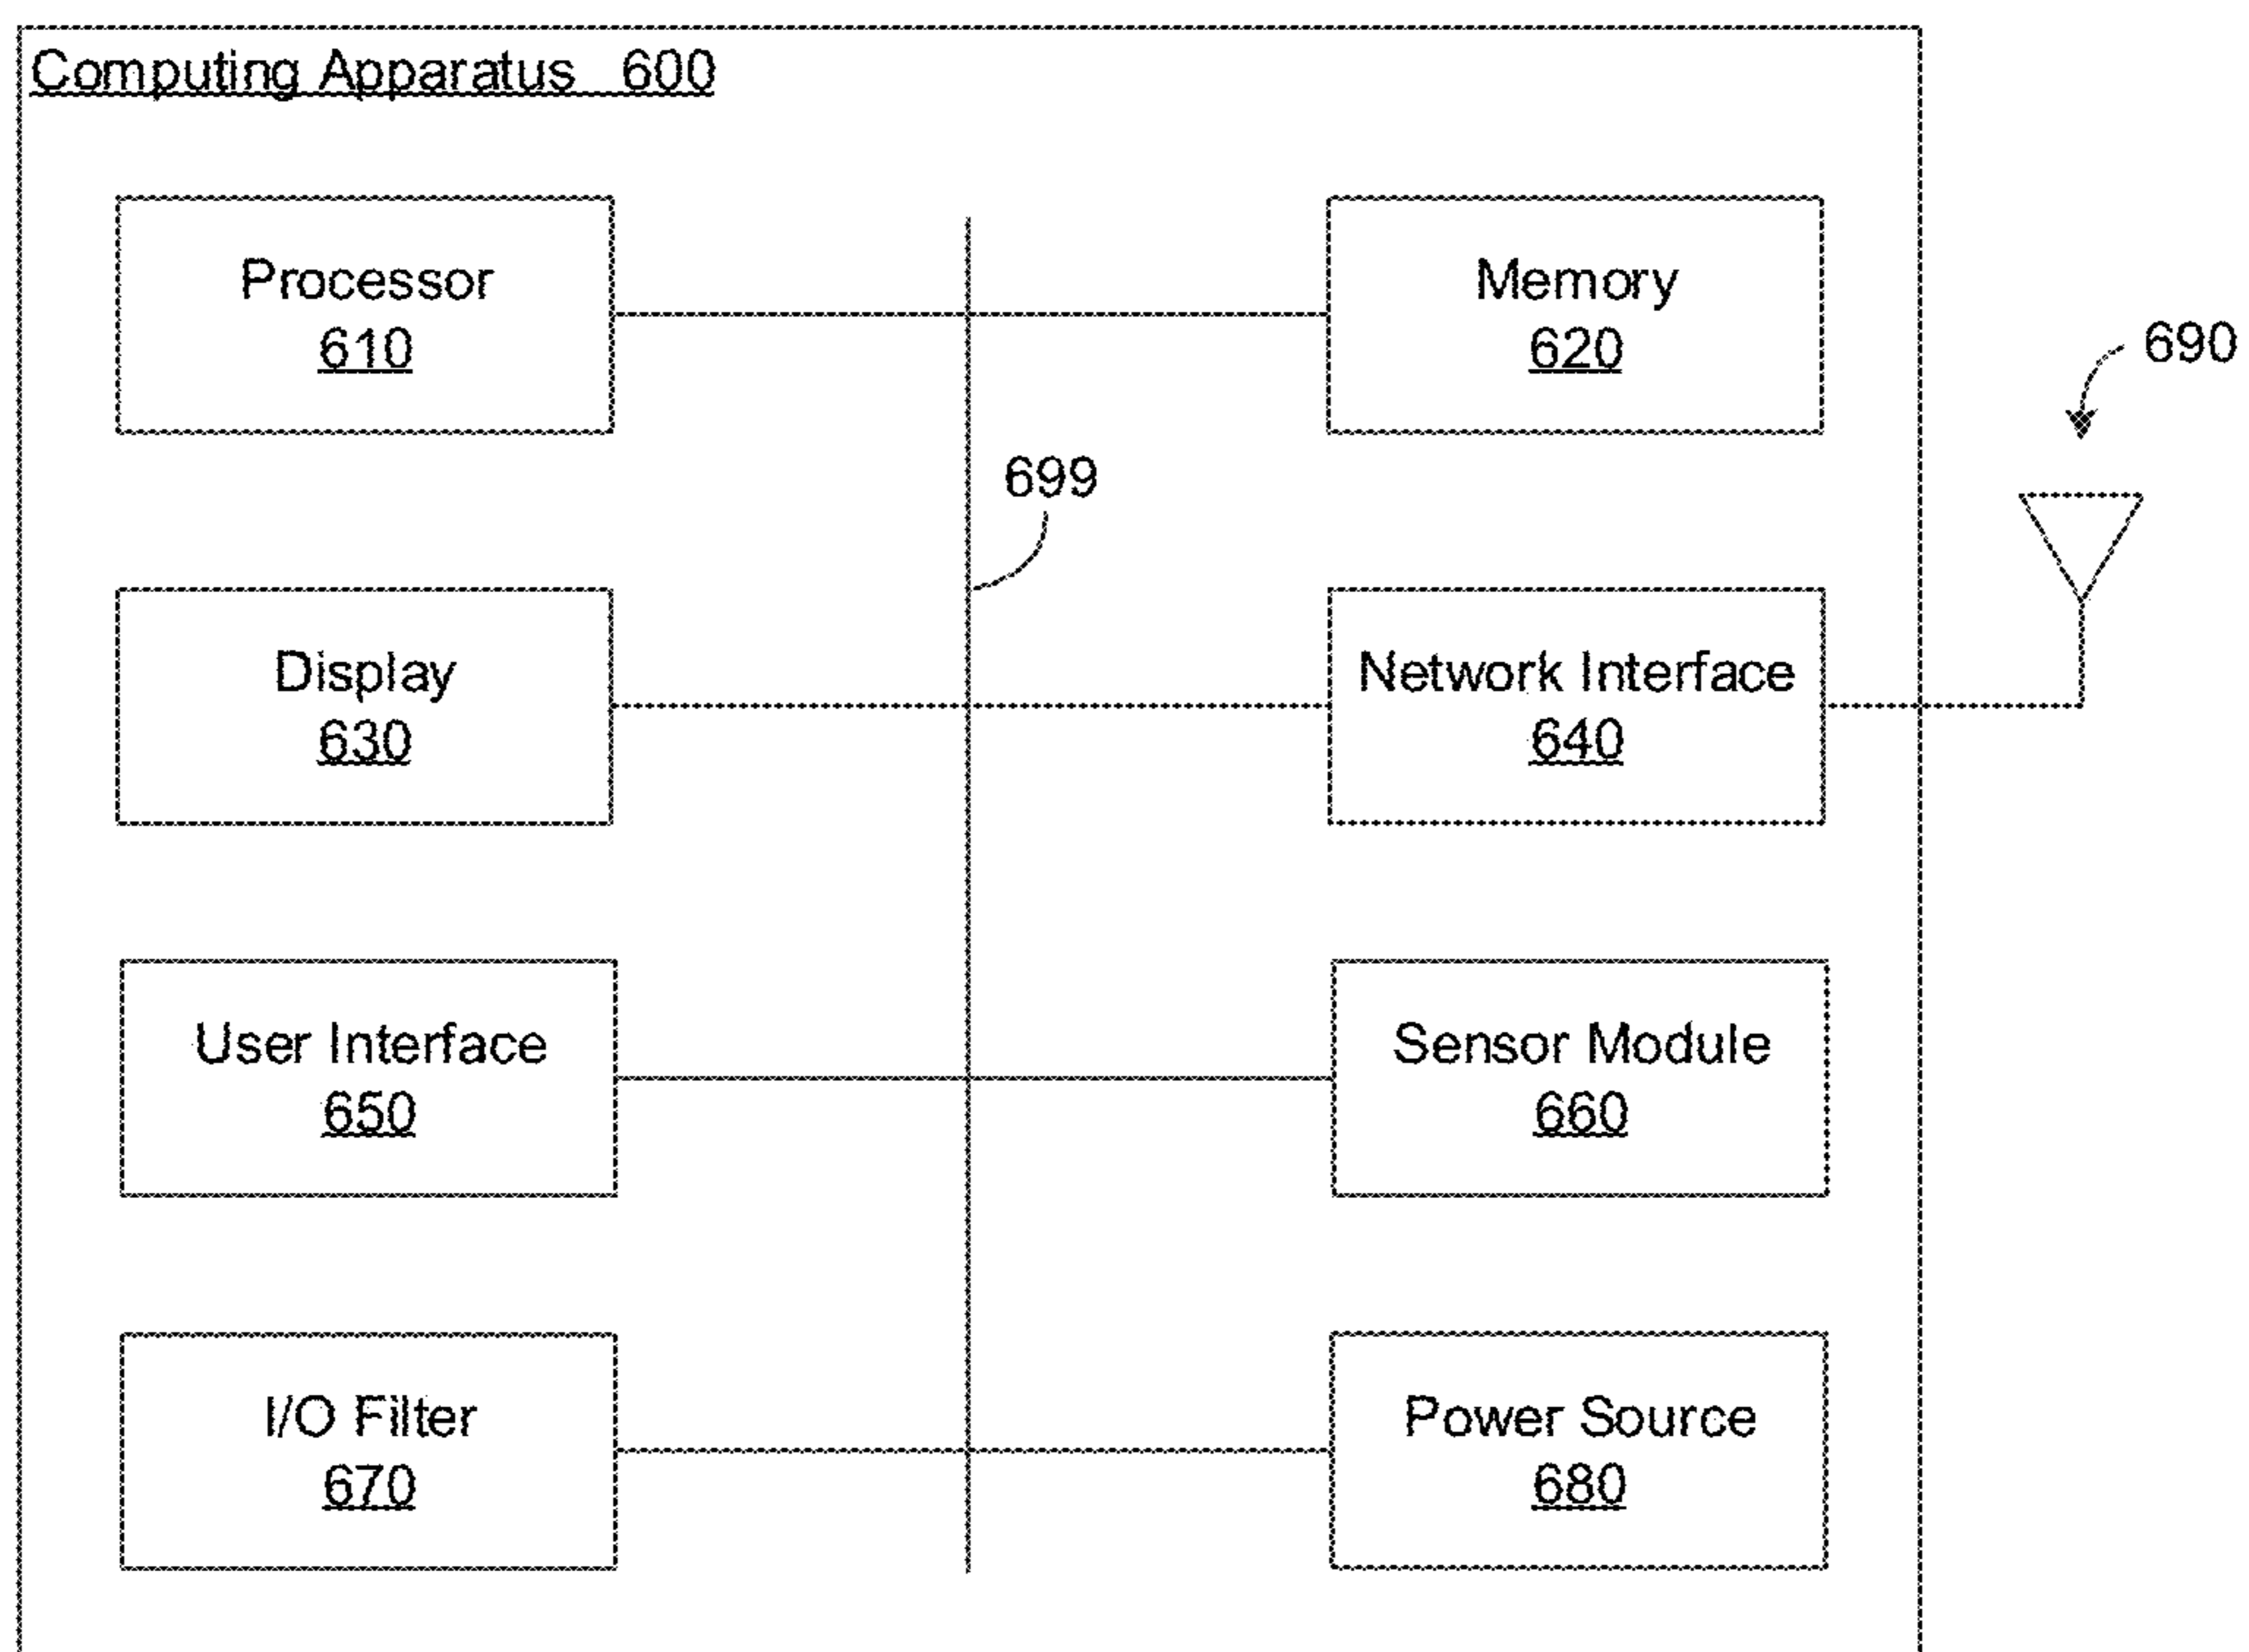 Computing Apparatus 600
Processor
610
Memory
620
690
699
Display
630
Network Interface
640
User Interface
650
Sensor Module
660
I/O Filter
670
Power Source
680